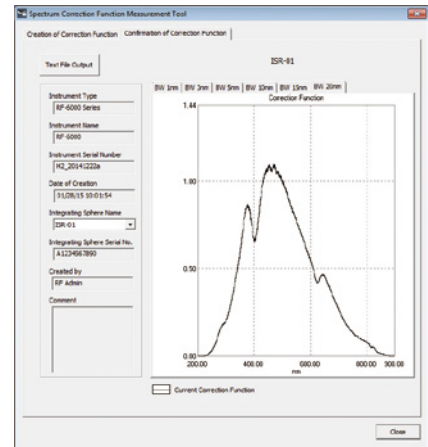 Spectrum Correction Function Measurement Tool
Creation of Correction Function Confirmation of Correction Function
Text File Output
ISR-01
BW 1nm BW 3nm BW 5nm BW 10nm BW 15nm BW 20nm
Correction Function
Instrument Type
RF-6000 Series
Instrument Name
RF-6000
Instrument Serial Number
Date of Creation
Integrating Sphere Name
ISR-01
Integrating Sphere Serial No.
A1234567890
Created by
RF Admin
Comment
1.44
1.00
0.50
0.00
200.00 400.00 600.00 800.00 900.00
nm
Current Correction Function
Close